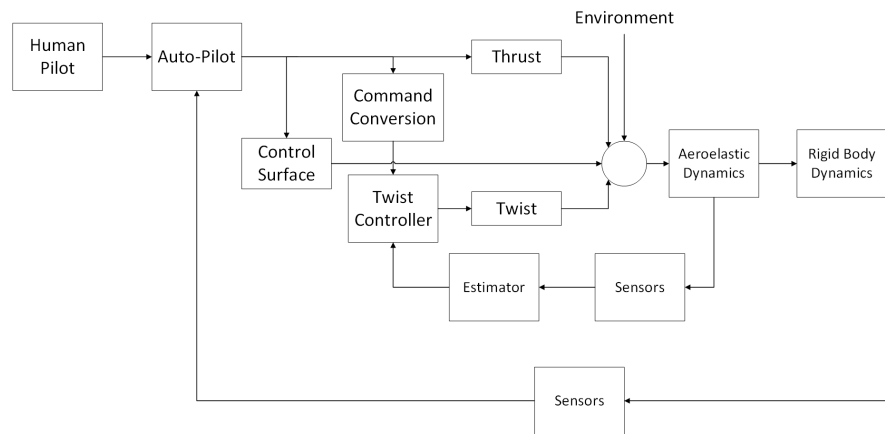 Environment
Human
Pilot
Auto-Pilot
Thrust
Command
Conversion
Control
Surface
Aeroelastic
Dynamics
Rigid Body
Dynamics
Twist
Controller
Twist
Estimator
Sensors
Sensors